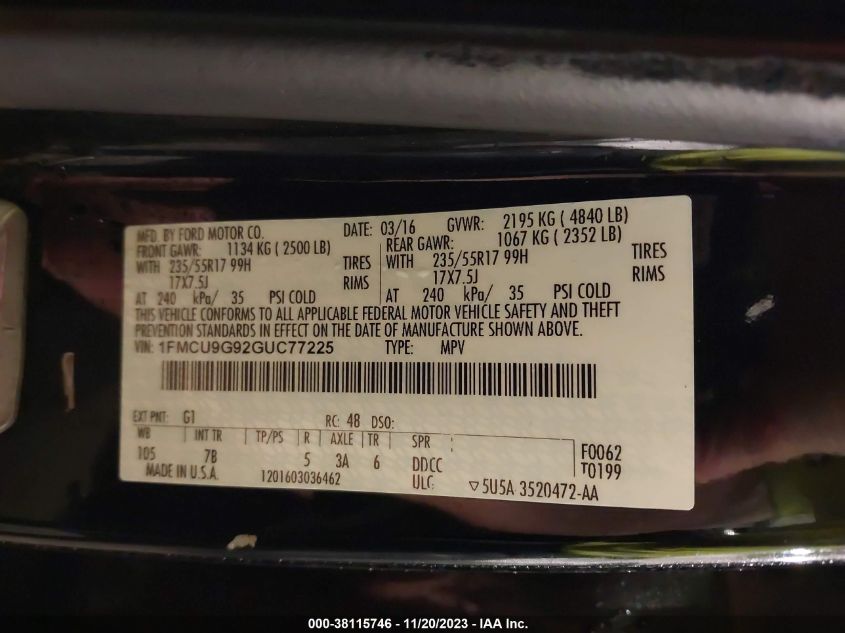 MFD. BY FORD MOTOR CO. DATE: 03/16 GVWR: 2195 KG ( 4840 LB)
FRONT GAWR: 1134 KG ( 2500 LB) REAR GAWR: 1067 KG ( 2352 LB)
WITH 235/55R17 99H TIRES WITH 235/55R17 99H TIRES
17X7.5J RIMS 17X7.5J RIMS
AT 240 kPa/ 35 PSI COLD AT 240 kPa/ 35 PSI COLD
THIS VEHICLE CONFORMS TO ALL APPLICABLE FEDERAL MOTOR VEHICLE SAFETY AND THEFT
PREVENTION STANDARDS IN EFFECT ON THE DATE OF MANUFACTURE SHOWN ABOVE.
VIN: 1FMCU9G92GUC77225 TYPE: MPV
EXT PNT: G1 RC: 48 DSO:
WB INT TR TP/PS R AXLE TR SPR F0062
105 7B 5 3A 6 DDCC T0199
MADE IN U.S.A. 1201603036462 ULC ▽5U5A 3520472-AA
000-38115746 - 11/20/2023 - IAA Inc.